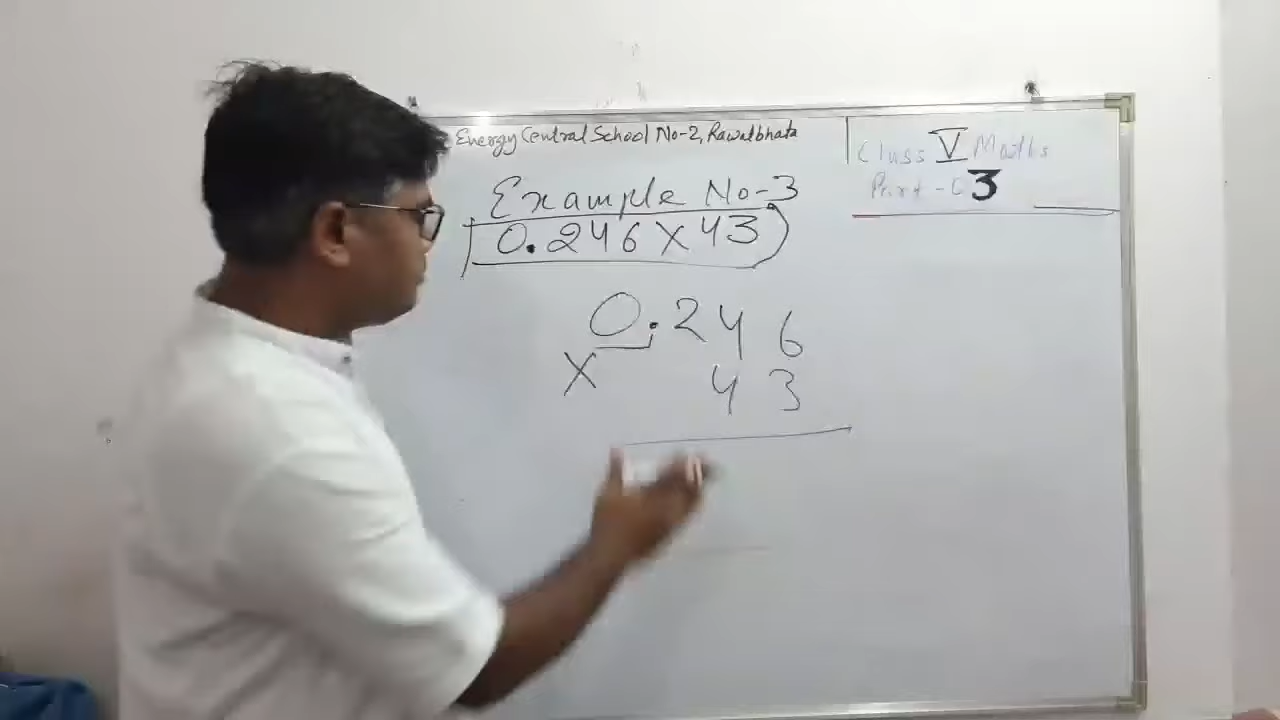 Energy Central School No-2, Rawatbhata
Class V Maths
Part - C 3
Example No-3
0.246 X 43
0.246
X 43